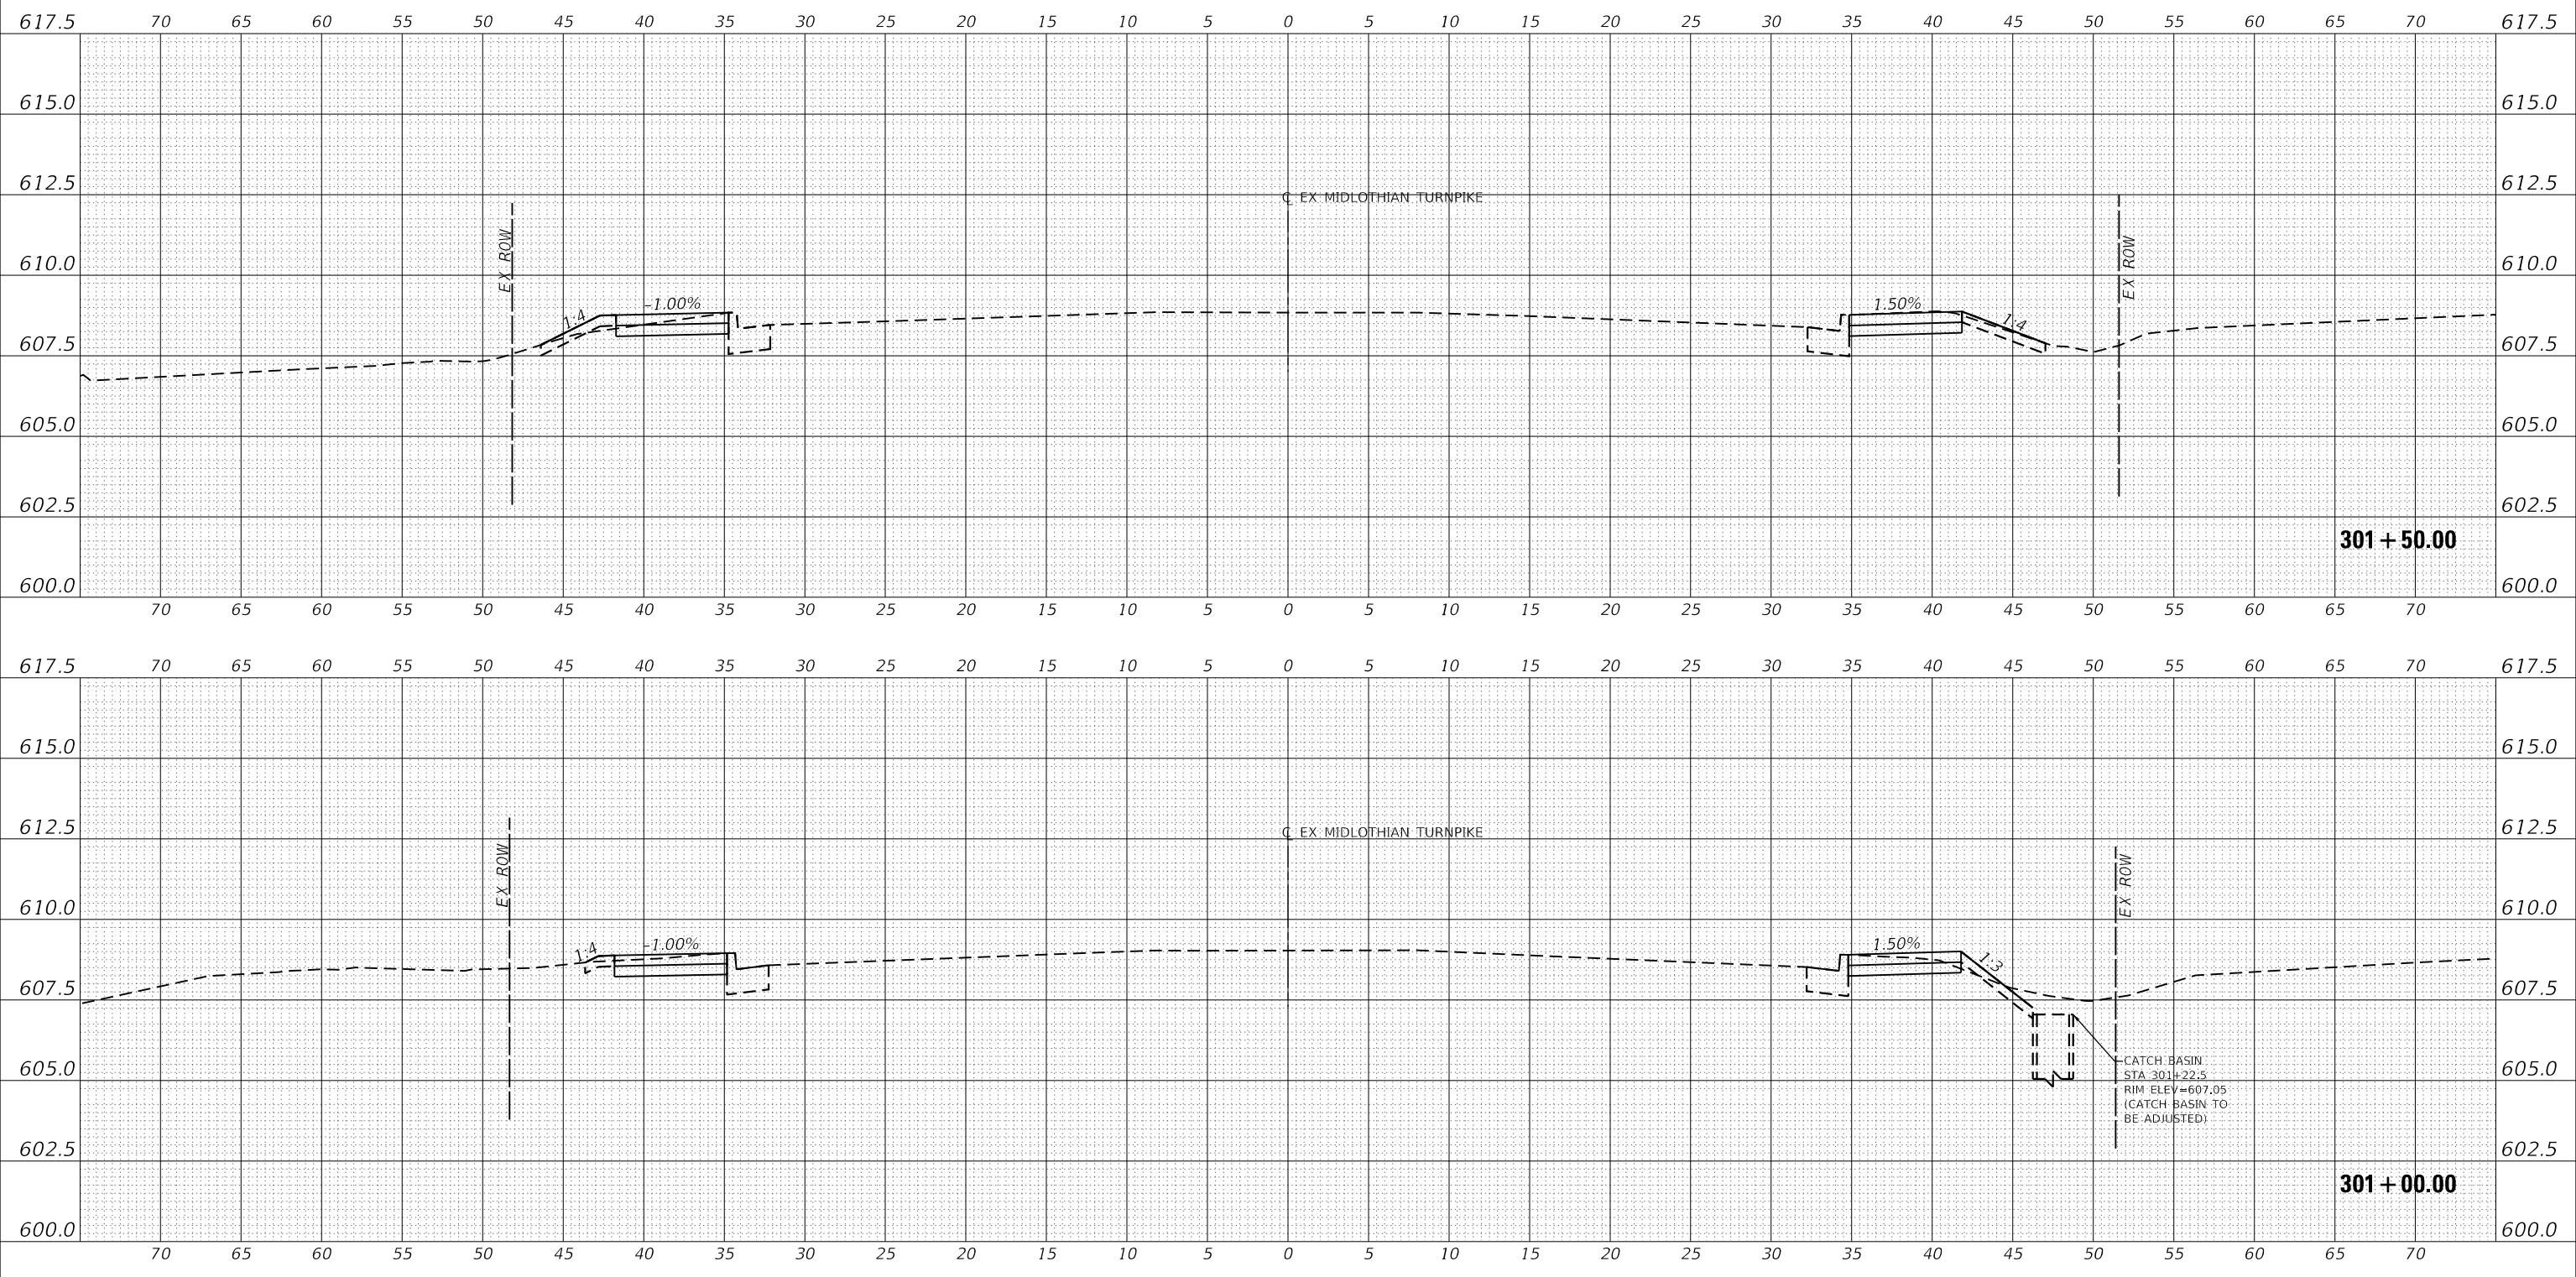 70 65 60 55 50 45 40 35 30 25 20 15 10 5 0 5 10 15 20 25 30 35 40 45 50 55 60 65 70
617.5 617.5
615.0 615.0
612.5 612.5
℄ EX MIDLOTHIAN TURNPIKE
EX ROW
EX ROW
610.0 610.0
1:4
-1.00%
1.50%
1:4
607.5 607.5
605.0 605.0
602.5 602.5
301+50.00
600.0 600.0
70 65 60 55 50 45 40 35 30 25 20 15 10 5 0 5 10 15 20 25 30 35 40 45 50 55 60 65 70
70 65 60 55 50 45 40 35 30 25 20 15 10 5 0 5 10 15 20 25 30 35 40 45 50 55 60 65 70
617.5 617.5
615.0 615.0
612.5 612.5
℄ EX MIDLOTHIAN TURNPIKE
EX ROW
EX ROW
610.0 610.0
1:4
-1.00%
1.50%
1:3
607.5 607.5
605.0 605.0
CATCH BASIN
STA 301+22.5
RIM ELEV=607.05
(CATCH BASIN TO
BE ADJUSTED)
602.5 602.5
301+00.00
600.0 600.0
70 65 60 55 50 45 40 35 30 25 20 15 10 5 0 5 10 15 20 25 30 35 40 45 50 55 60 65 70